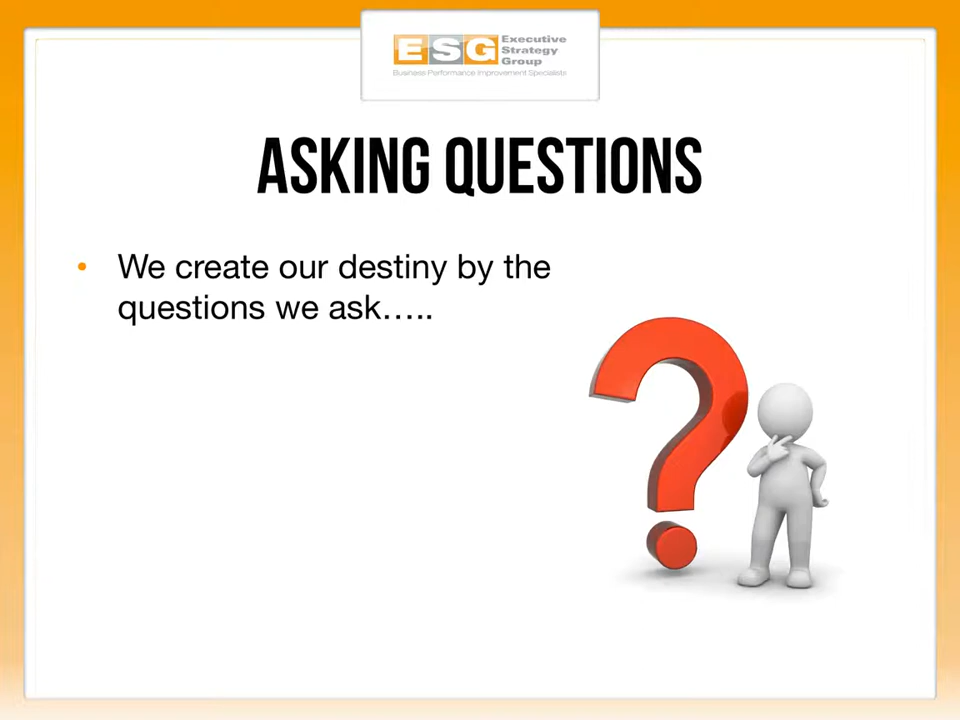 ESG
Executive
Strategy
Group
Business Performance Improvement Specialists
ASKING QUESTIONS
• We create our destiny by the
questions we ask.....